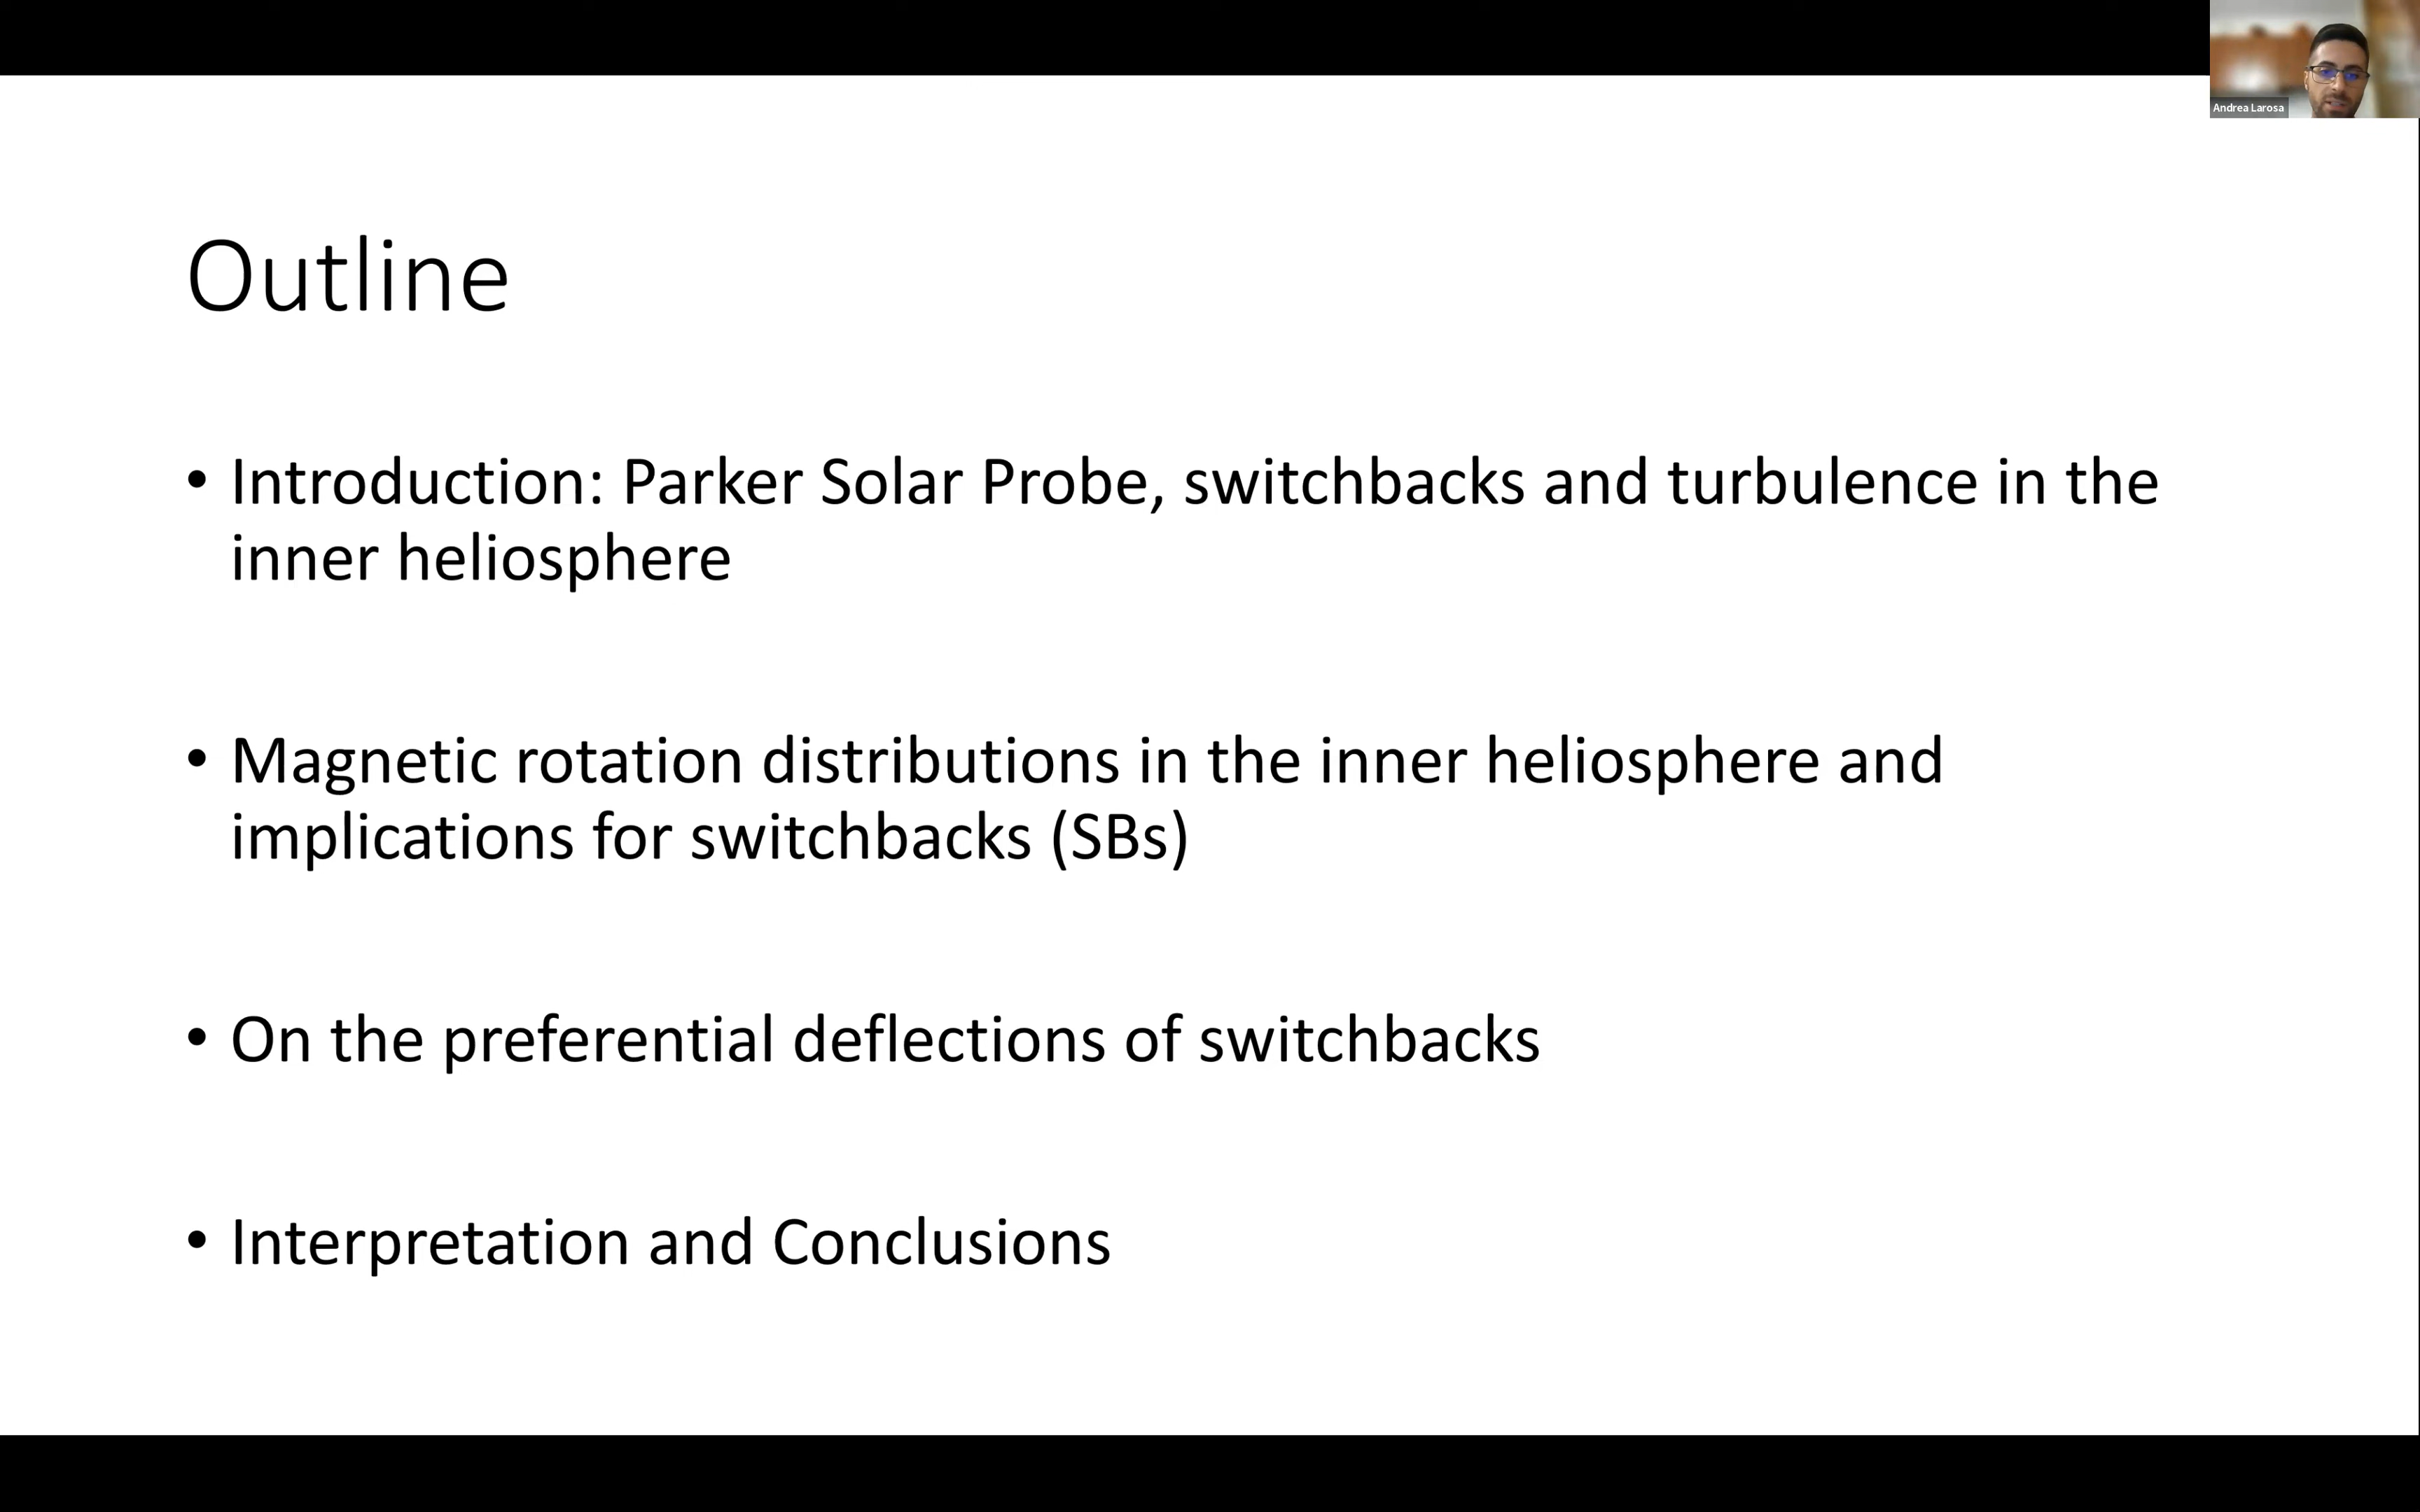 Andrea Larosa
Outline
• Introduction: Parker Solar Probe, switchbacks and turbulence in the
inner heliosphere
• Magnetic rotation distributions in the inner heliosphere and
implications for switchbacks (SBs)
• On the preferential deflections of switchbacks
• Interpretation and Conclusions